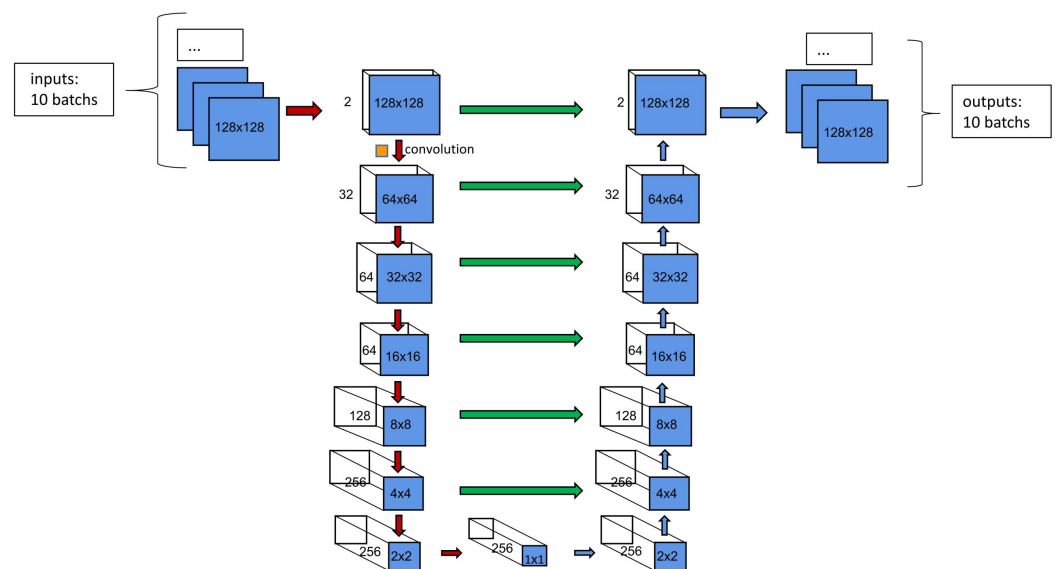 ...
inputs:
10 batchs
128x128
2
128x128
convolution
32
64x64
64
32x32
64
16x16
128
8x8
256
4x4
256
2x2
256
1x1
2
128x128
32
64x64
64
32x32
64
16x16
128
8x8
256
4x4
256
2x2
...
128x128
outputs:
10 batchs